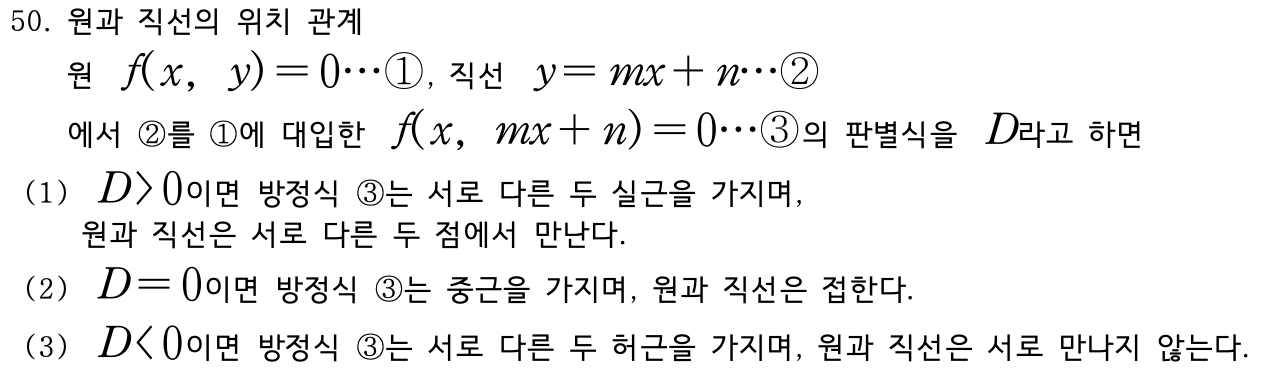 50. 원과 직선의 위치 관계
원 f(x, y)=0⋯①, 직선 y=mx+n⋯②
에서 ②를 ①에 대입한 f(x, mx+n)=0⋯③의 판별식을 D라고 하면
(1) D>0이면 방정식 ③는 서로 다른 두 실근을 가지며,
원과 직선은 서로 다른 두 점에서 만난다.
(2) D=0이면 방정식 ③는 중근을 가지며, 원과 직선은 접한다.
(3) D<0이면 방정식 ③는 서로 다른 두 허근을 가지며, 원과 직선은 서로 만나지 않는다.